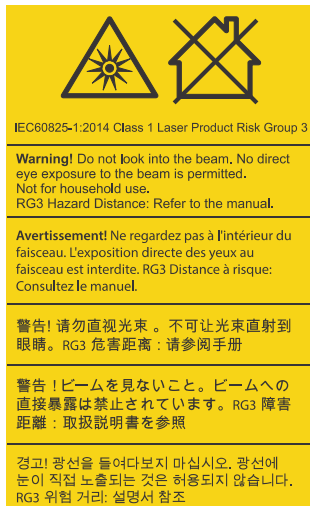 IEC60825-1:2014 Class 1 Laser Product Risk Group 3
Warning! Do not look into the beam. No direct
eye exposure to the beam is permitted.
Not for household use.
RG3 Hazard Distance: Refer to the manual.
Avertissement! Ne regardez pas à l'intérieur du
faisceau. L'exposition directe des yeux au
faisceau est interdite. RG3 Distance à risque:
Consultez le manuel.
警告! 请勿直视光束 。不可让光束直射到
眼睛。RG3 危害距离 : 请参阅手册
警告 ! ビームを見ないこと。ビームへの
直接暴露は禁止されています。RG3 障害
距離 : 取扱説明書を参照
경고! 광선을 들여다보지 마십시오. 광선에
눈이 직접 노출되는 것은 허용되지 않습니다.
RG3 위험 거리: 설명서 참조